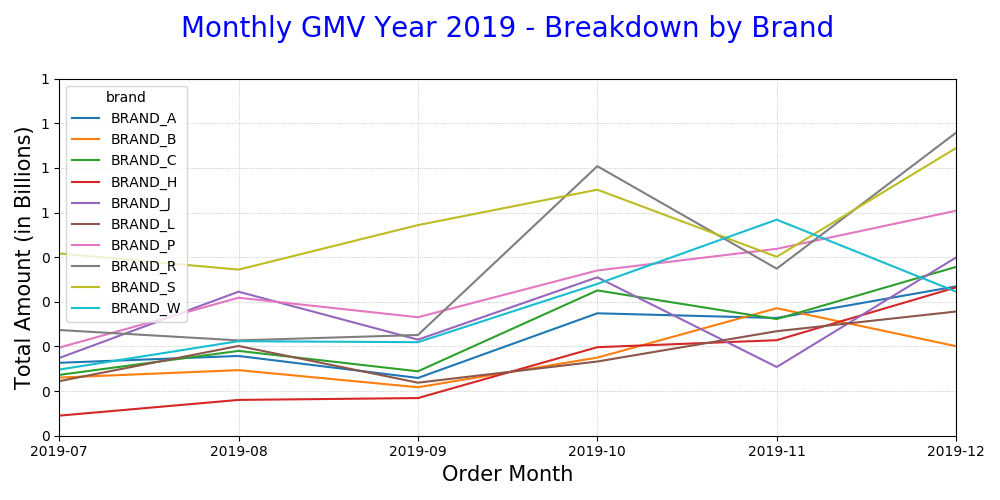 Monthly GMV Year 2019 - Breakdown by Brand
Total Amount (in Billions)
1
1
1
1
0
0
0
0
0
brand
BRAND_A
BRAND_B
BRAND_C
BRAND_H
BRAND_J
BRAND_L
BRAND_P
BRAND_R
BRAND_S
BRAND_W
2019-07 2019-08 2019-09 2019-10 2019-11 2019-12
Order Month